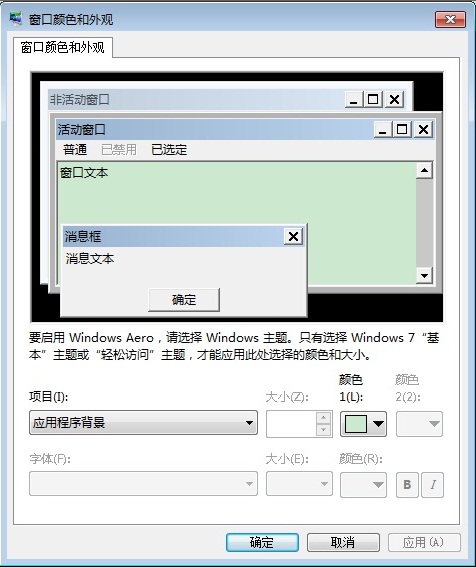 窗口颜色和外观
窗口颜色和外观
非活动窗口
活动窗口
普通 已禁用 已选定
窗口文本
消息框
消息文本
确定
要启用 Windows Aero，请选择 Windows 主题。只有选择 Windows 7“基
本”主题或“轻松访问”主题，才能应用此处选择的颜色和大小。
颜色 颜色
项目(I): 大小(Z): 1(L): 2(2):
应用程序背景
字体(F): 大小(E): 颜色(R):
B I
确定 取消 应用(A)